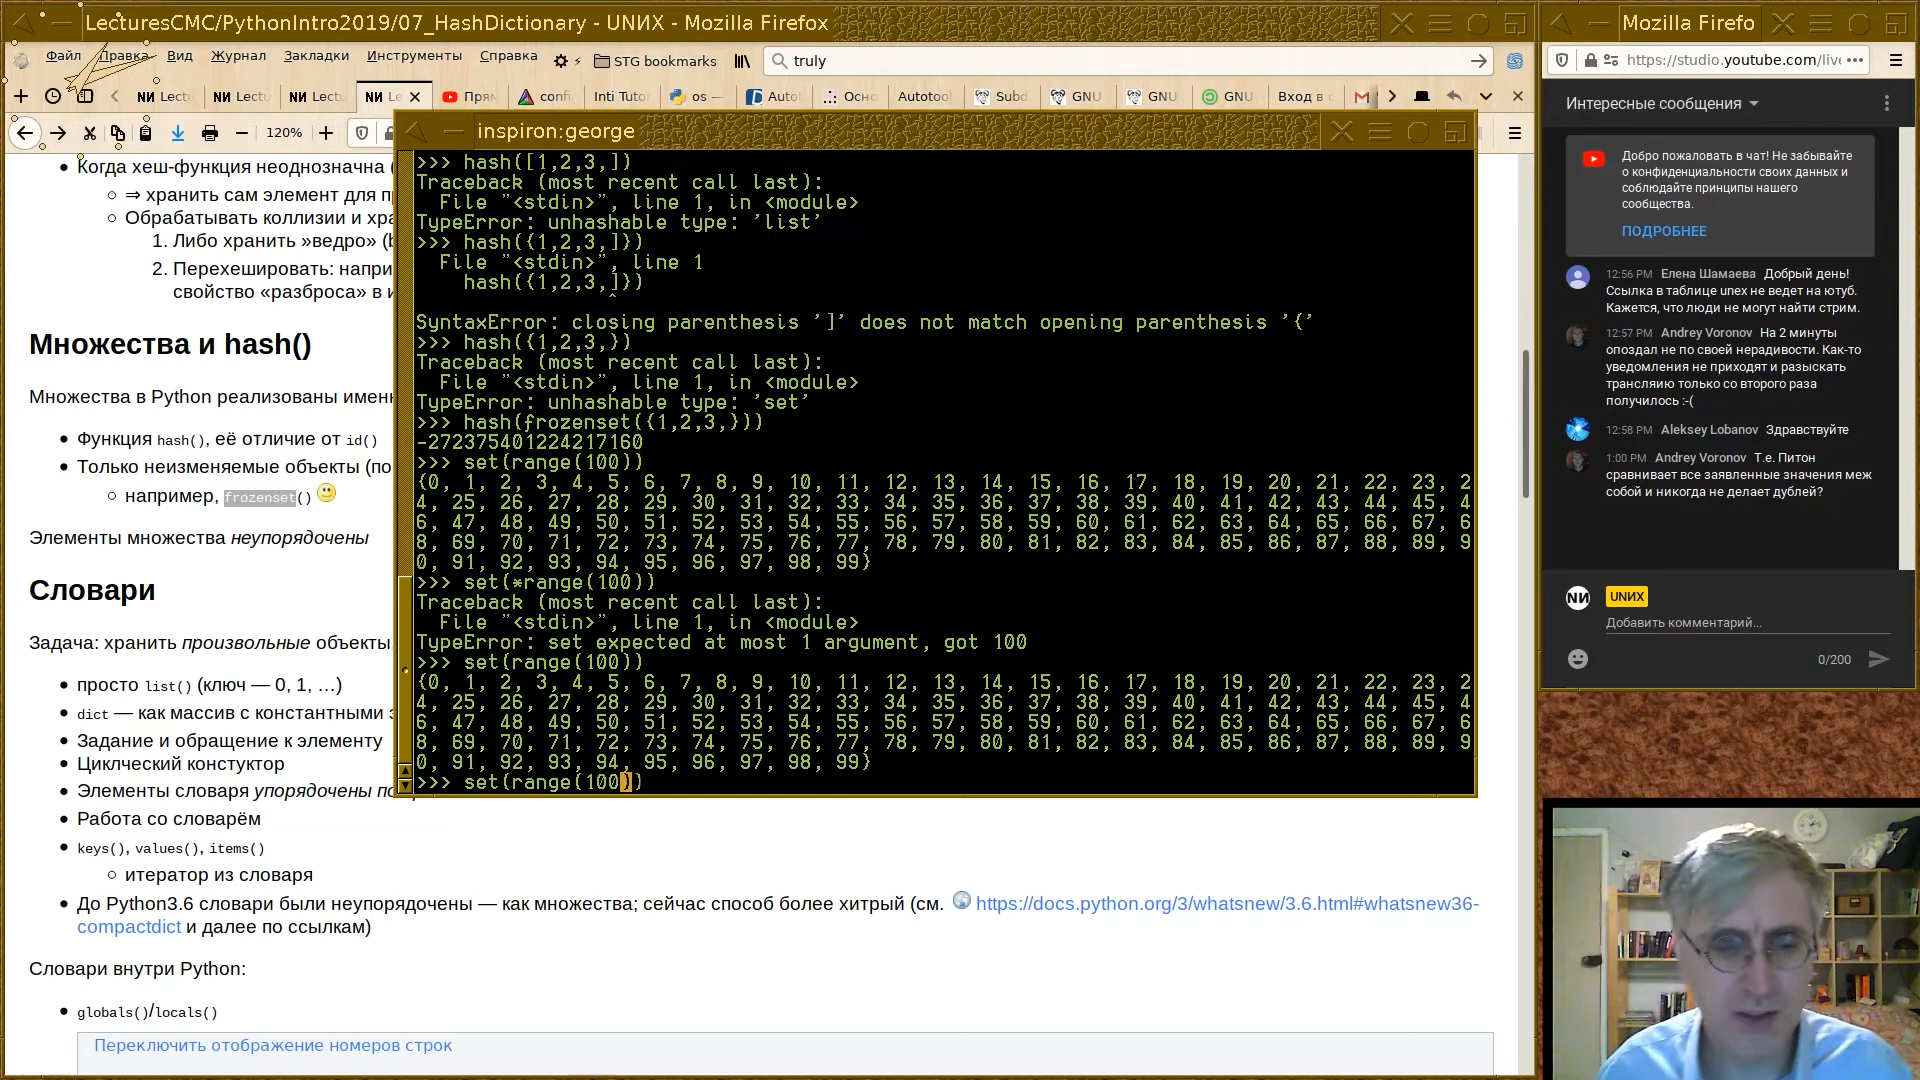 LecturesCMC/PythonIntro2019/07_HashDictionary - UNИX - Mozilla Firefox
Файл Правка Вид Журнал Закладки Инструменты Справка STG bookmarks truly
NИ Lectu NИ Lectu NИ Lectu NИ Le Прям confi Inti Tutor os — Autot Осно Autotool Subd GNU GNU GNU Вход в
120%
Когда хеш-функция неоднозначна (
⇒ хранить сам элемент для п
Обрабатывать коллизии и хра
1. Либо хранить »ведро» (b
2. Перехешировать: напри
свойство «разброса» в и
Множества и hash()
Множества в Python реализованы имен
Функция hash(), её отличие от id()
Только неизменяемые объекты (по
например, frozenset()
Элементы множества неупорядочены
Словари
Задача: хранить произвольные объекты
просто list() (ключ — 0, 1, …)
dict — как массив с константными
Задание и обращение к элементу
Циклческий констуктор
Элементы словаря упорядочены по
Работа со словарём
keys(), values(), items()
итератор из словаря
До Python3.6 словари были неупорядочены — как множества; сейчас способ более хитрый (см. https://docs.python.org/3/whatsnew/3.6.html#whatsnew36-
compactdict и далее по ссылкам)
Словари внутри Python:
globals()/locals()
Переключить отображение номеров строк
inspiron:george
>>> hash([1,2,3,])
Traceback (most recent call last):
  File "<stdin>", line 1, in <module>
TypeError: unhashable type: 'list'
>>> hash({1,2,3,]})
  File "<stdin>", line 1
    hash({1,2,3,]})
^
SyntaxError: closing parenthesis ']' does not match opening parenthesis '{'
>>> hash({1,2,3,})
Traceback (most recent call last):
  File "<stdin>", line 1, in <module>
TypeError: unhashable type: 'set'
>>> hash(frozenset({1,2,3,}))
-272375401224217160
>>> set(range(100))
{0, 1, 2, 3, 4, 5, 6, 7, 8, 9, 10, 11, 12, 13, 14, 15, 16, 17, 18, 19, 20, 21, 22, 23, 2
4, 25, 26, 27, 28, 29, 30, 31, 32, 33, 34, 35, 36, 37, 38, 39, 40, 41, 42, 43, 44, 45, 4
6, 47, 48, 49, 50, 51, 52, 53, 54, 55, 56, 57, 58, 59, 60, 61, 62, 63, 64, 65, 66, 67, 6
8, 69, 70, 71, 72, 73, 74, 75, 76, 77, 78, 79, 80, 81, 82, 83, 84, 85, 86, 87, 88, 89, 9
0, 91, 92, 93, 94, 95, 96, 97, 98, 99}
>>> set(*range(100))
Traceback (most recent call last):
  File "<stdin>", line 1, in <module>
TypeError: set expected at most 1 argument, got 100
>>> set(range(100))
{0, 1, 2, 3, 4, 5, 6, 7, 8, 9, 10, 11, 12, 13, 14, 15, 16, 17, 18, 19, 20, 21, 22, 23, 2
4, 25, 26, 27, 28, 29, 30, 31, 32, 33, 34, 35, 36, 37, 38, 39, 40, 41, 42, 43, 44, 45, 4
6, 47, 48, 49, 50, 51, 52, 53, 54, 55, 56, 57, 58, 59, 60, 61, 62, 63, 64, 65, 66, 67, 6
8, 69, 70, 71, 72, 73, 74, 75, 76, 77, 78, 79, 80, 81, 82, 83, 84, 85, 86, 87, 88, 89, 9
0, 91, 92, 93, 94, 95, 96, 97, 98, 99}
>>> set(range(100))
Mozilla Firefo
https://studio.youtube.com/live
Интересные сообщения
Добро пожаловать в чат! Не забывайте
о конфиденциальности своих данных и
соблюдайте принципы нашего
сообщества.
ПОДРОБНЕЕ
12:56 PM Елена Шамаева Добрый день!
Ссылка в таблице unex не ведет на ютуб.
Кажется, что люди не могут найти стрим.
12:57 PM Andrey Voronov На 2 минуты
опоздал не по своей нерадивости. Как-то
уведомления не приходят и разыскать
трансляию только со второго раза
получилось :-(
12:58 PM Aleksey Lobanov Здравствуйте
1:00 PM Andrey Voronov Т.е. Питон
сравнивает все заявленные значения меж
собой и никогда не делает дублей?
NИ UNИX
Добавить комментарий...
0/200